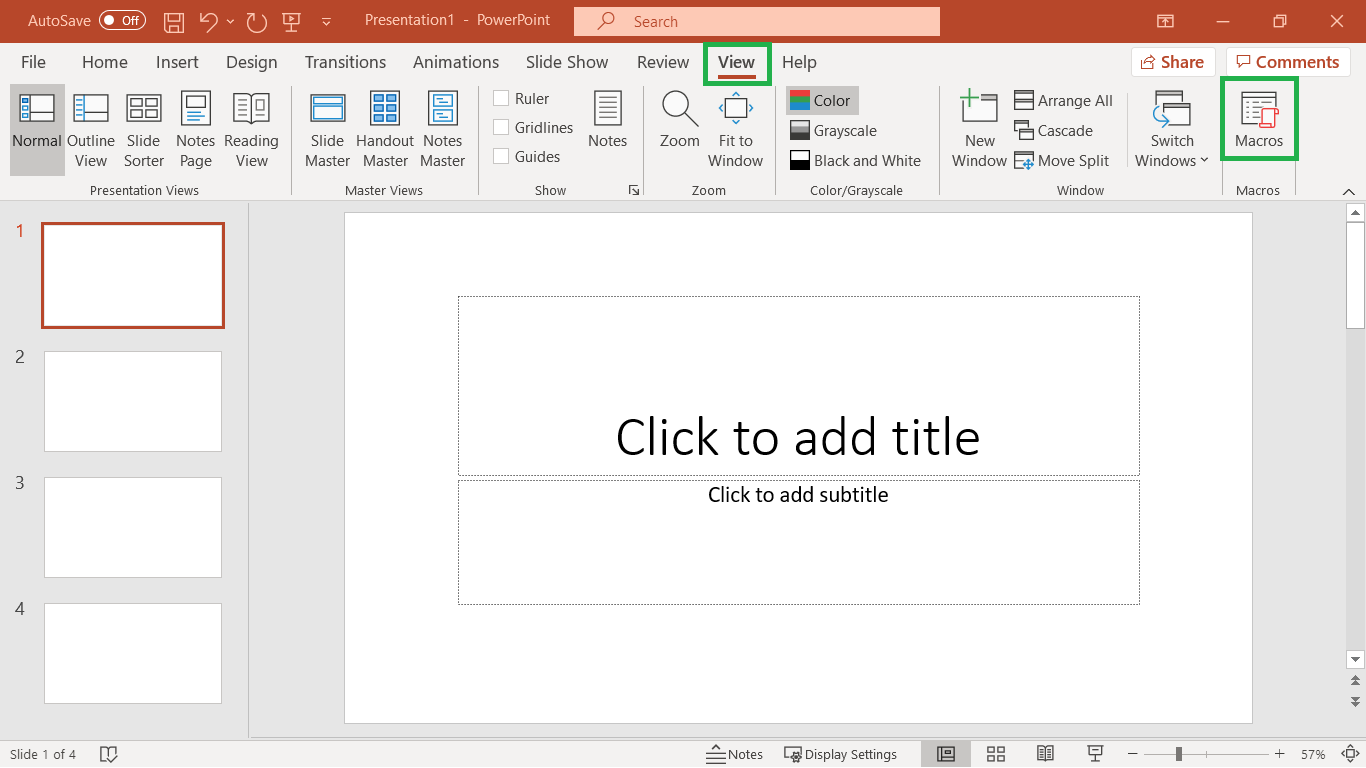 AutoSave Off Presentation1 - PowerPoint Search
File Home Insert Design Transitions Animations Slide Show Review View Help Share Comments
Normal
Outline View
Slide Sorter
Notes Page
Reading View
Presentation Views
Slide Master
Handout Master
Notes Master
Master Views
Ruler
Gridlines
Guides
Notes
Show
Zoom
Fit to Window
Zoom
Color
Grayscale
Black and White
Color/Grayscale
New Window
Arrange All
Cascade
Move Split
Switch Windows
Window
Macros
Macros
1
2
3
4
Click to add title
Click to add subtitle
Slide 1 of 4 Notes Display Settings 57%